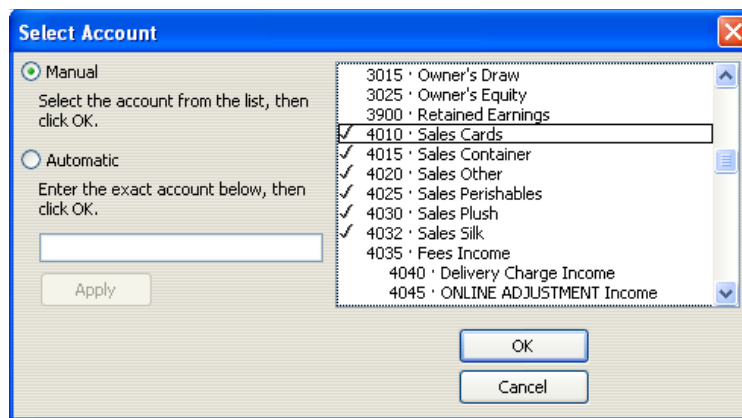 Select Account
Manual
Select the account from the list, then
click OK.
Automatic
Enter the exact account below, then
click OK.
Apply
3015 · Owner's Draw
3025 · Owner's Equity
3900 · Retained Earnings
4010 · Sales Cards
4015 · Sales Container
4020 · Sales Other
4025 · Sales Perishables
4030 · Sales Plush
4032 · Sales Silk
4035 · Fees Income
4040 · Delivery Charge Income
4045 · ONLINE ADJUSTMENT Income
OK
Cancel